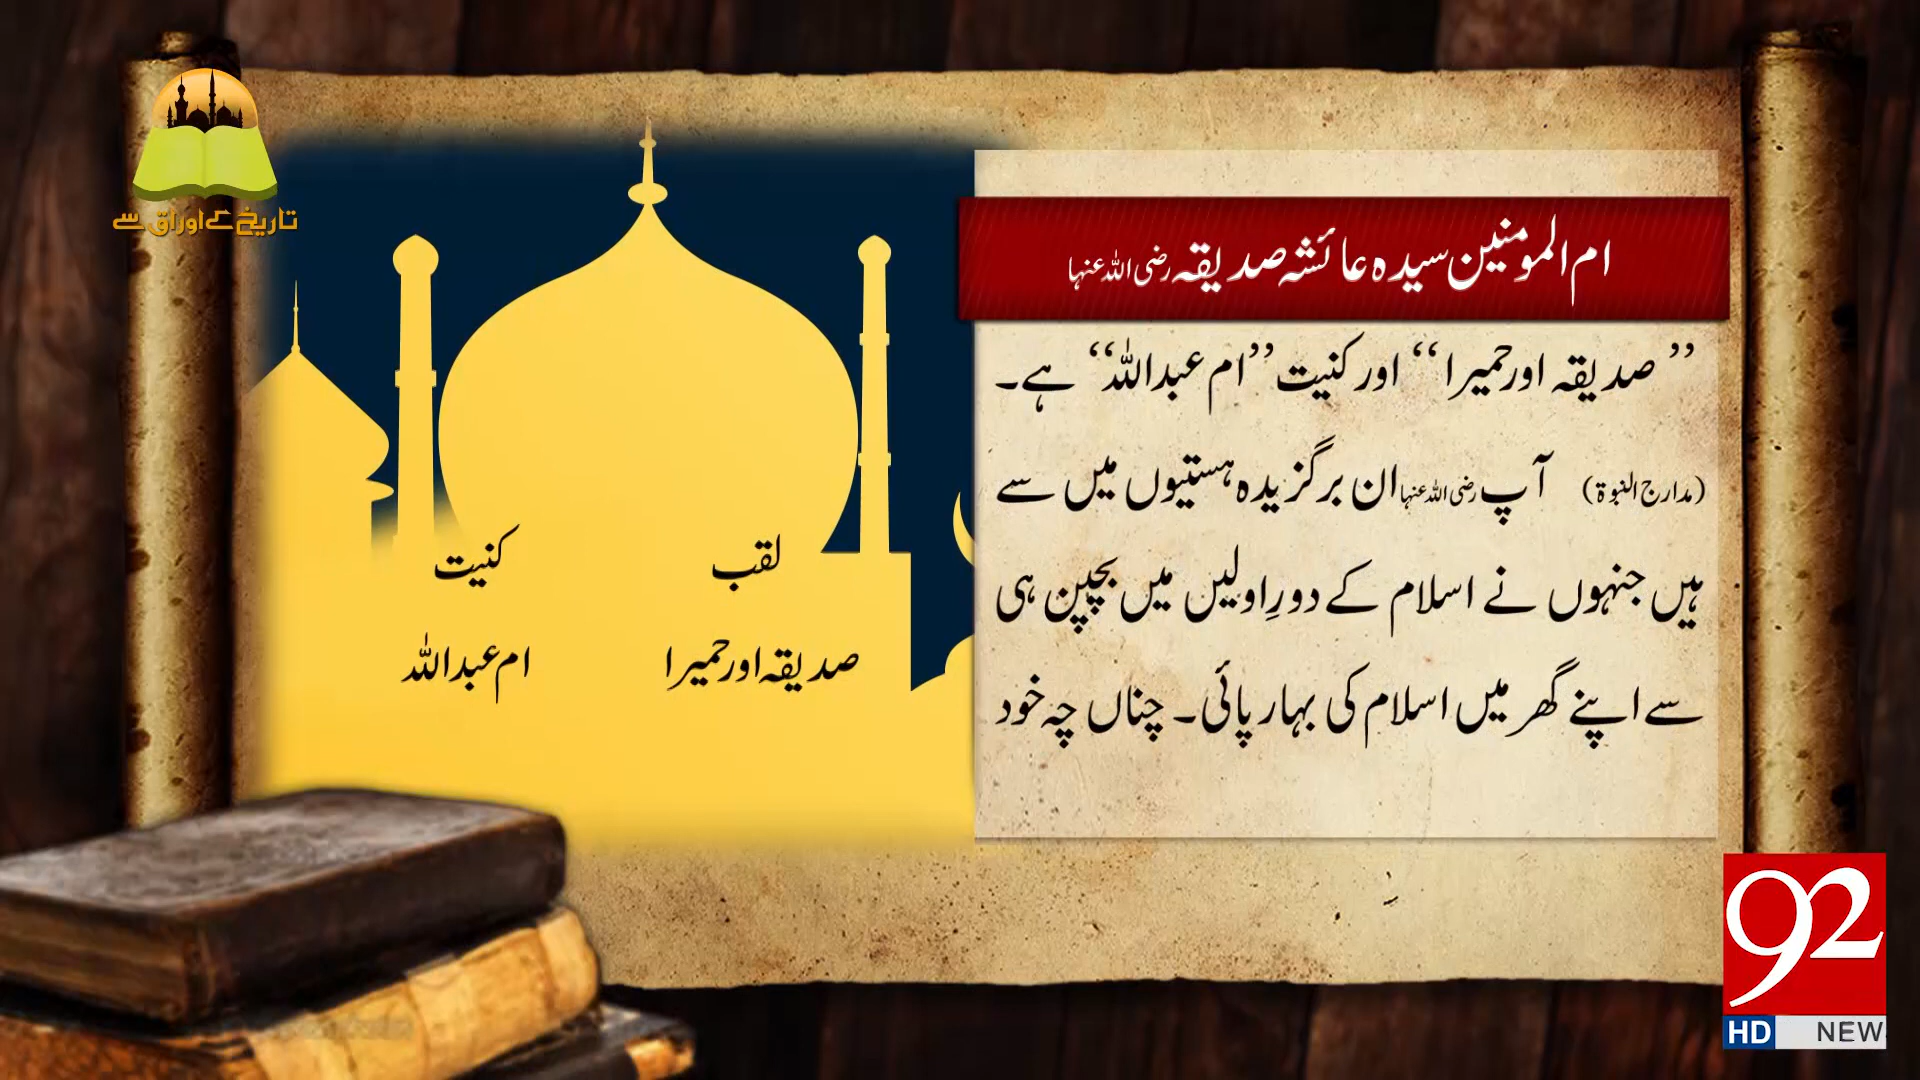 تاریخ کے اوراق سے
ام المومنین سیدہ عائشہ صدیقہ رضی اللہ عنہا
’’ صدیقہ اور حمیرا‘‘ اور کنیت ’’ام عبداللہ‘‘ ہے۔
(مدارج النبوۃ) آپ رضی اللہ عنہا ان برگزیدہ ہستیوں میں سے
ہیں جنہوں نے اسلام کے دورِ اولیں میں بچپن ہی
سے اپنے گھر میں اسلام کی بہار پائی۔ چناں چہ خود
لقب
کنیت
صدیقہ اور حمیرا
ام عبداللہ
92
HD NEW